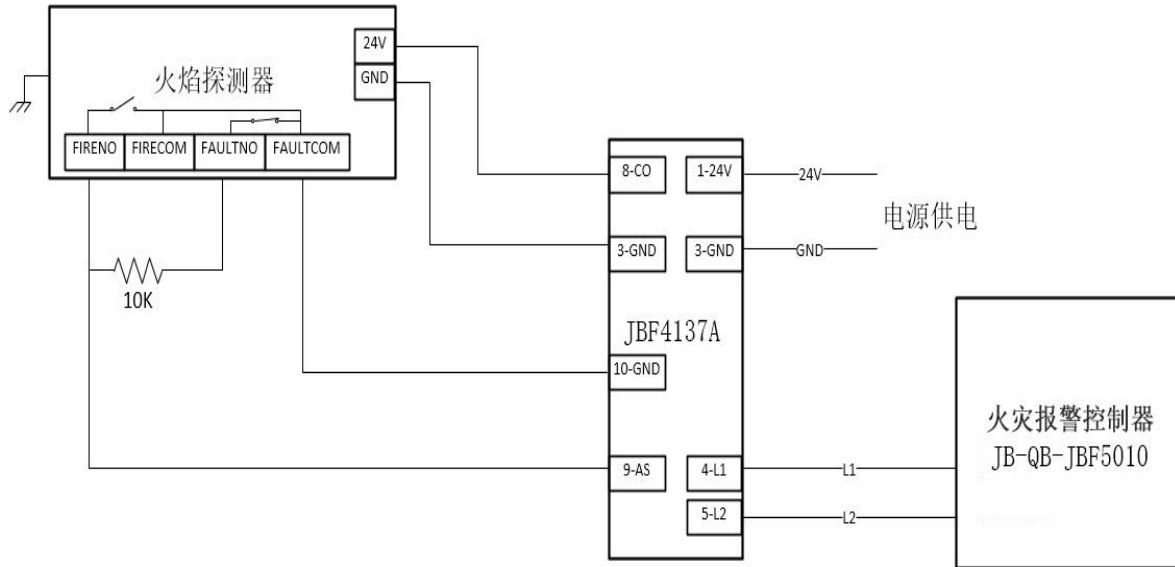 24V
GND
火焰探测器
FIRENO FIRECOM FAULTNO FAULTCOM
10K
8-CO 1-24V 24V
电源供电
3-GND 3-GND GND
JBF4137A
10-GND
9-AS 4-L1 L1
5-L2 L2
火灾报警控制器
JB-QB-JBF5010